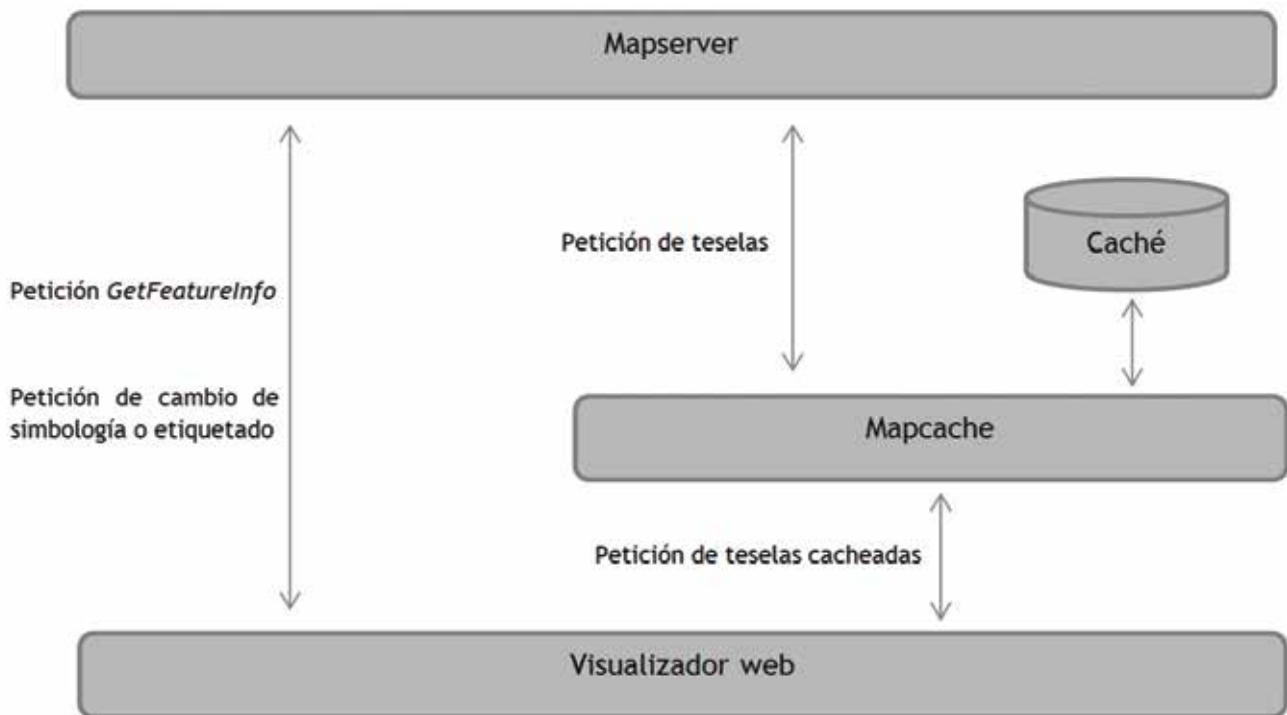 Mapserver
Petición de teselas
Caché
Petición GetFeatureInfo
Petición de cambio de
simbología o etiquetado
Mapcache
Petición de teselas cacheadas
Visualizador web